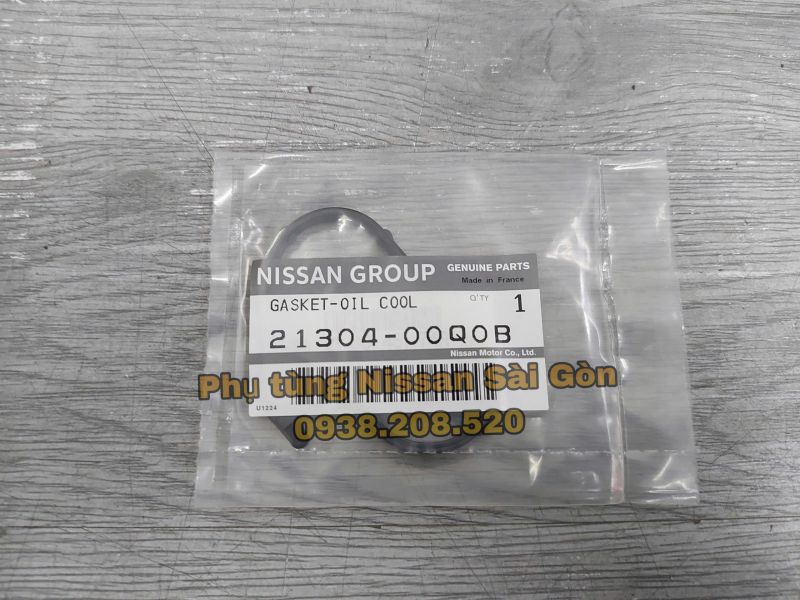 NISSAN GROUP GENUINE PARTS
Made in France
GASKET-OIL COOL Q'TY 1
21304-00Q0B
Nissan Motor Co., Ltd.
U1224
Phụ tùng Nissan Sài Gòn
0938.208.520